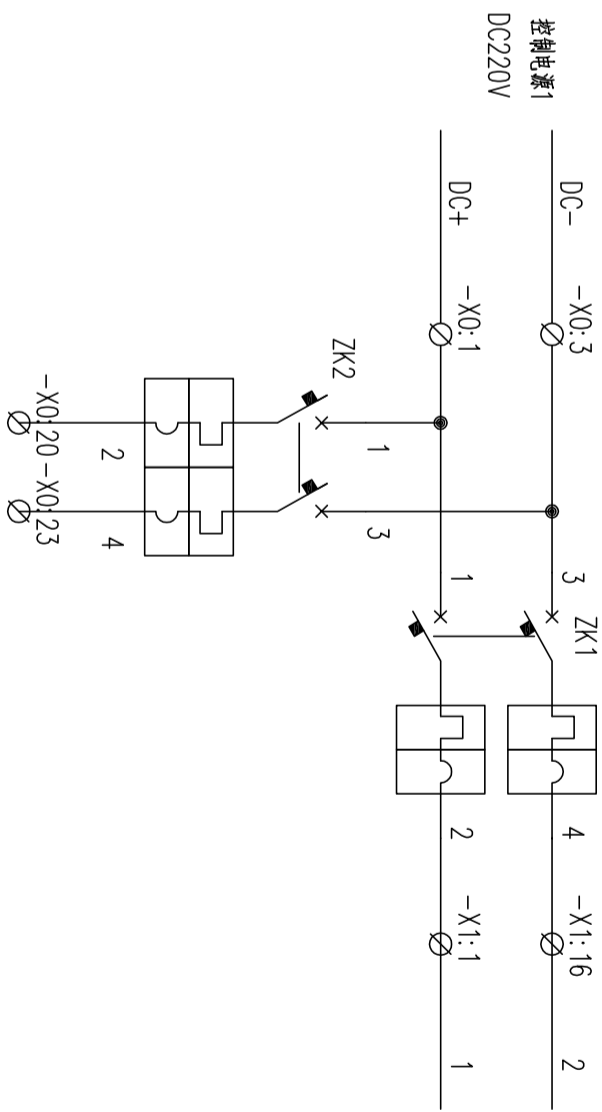 控制电源1
DC220V
DC-
-X0:3
3
ZK1
4
-X1:16
2
DC+
-X0:1
1
2
-X1:1
1
ZK2
1
3
2
4
-X0:20
-X0:23